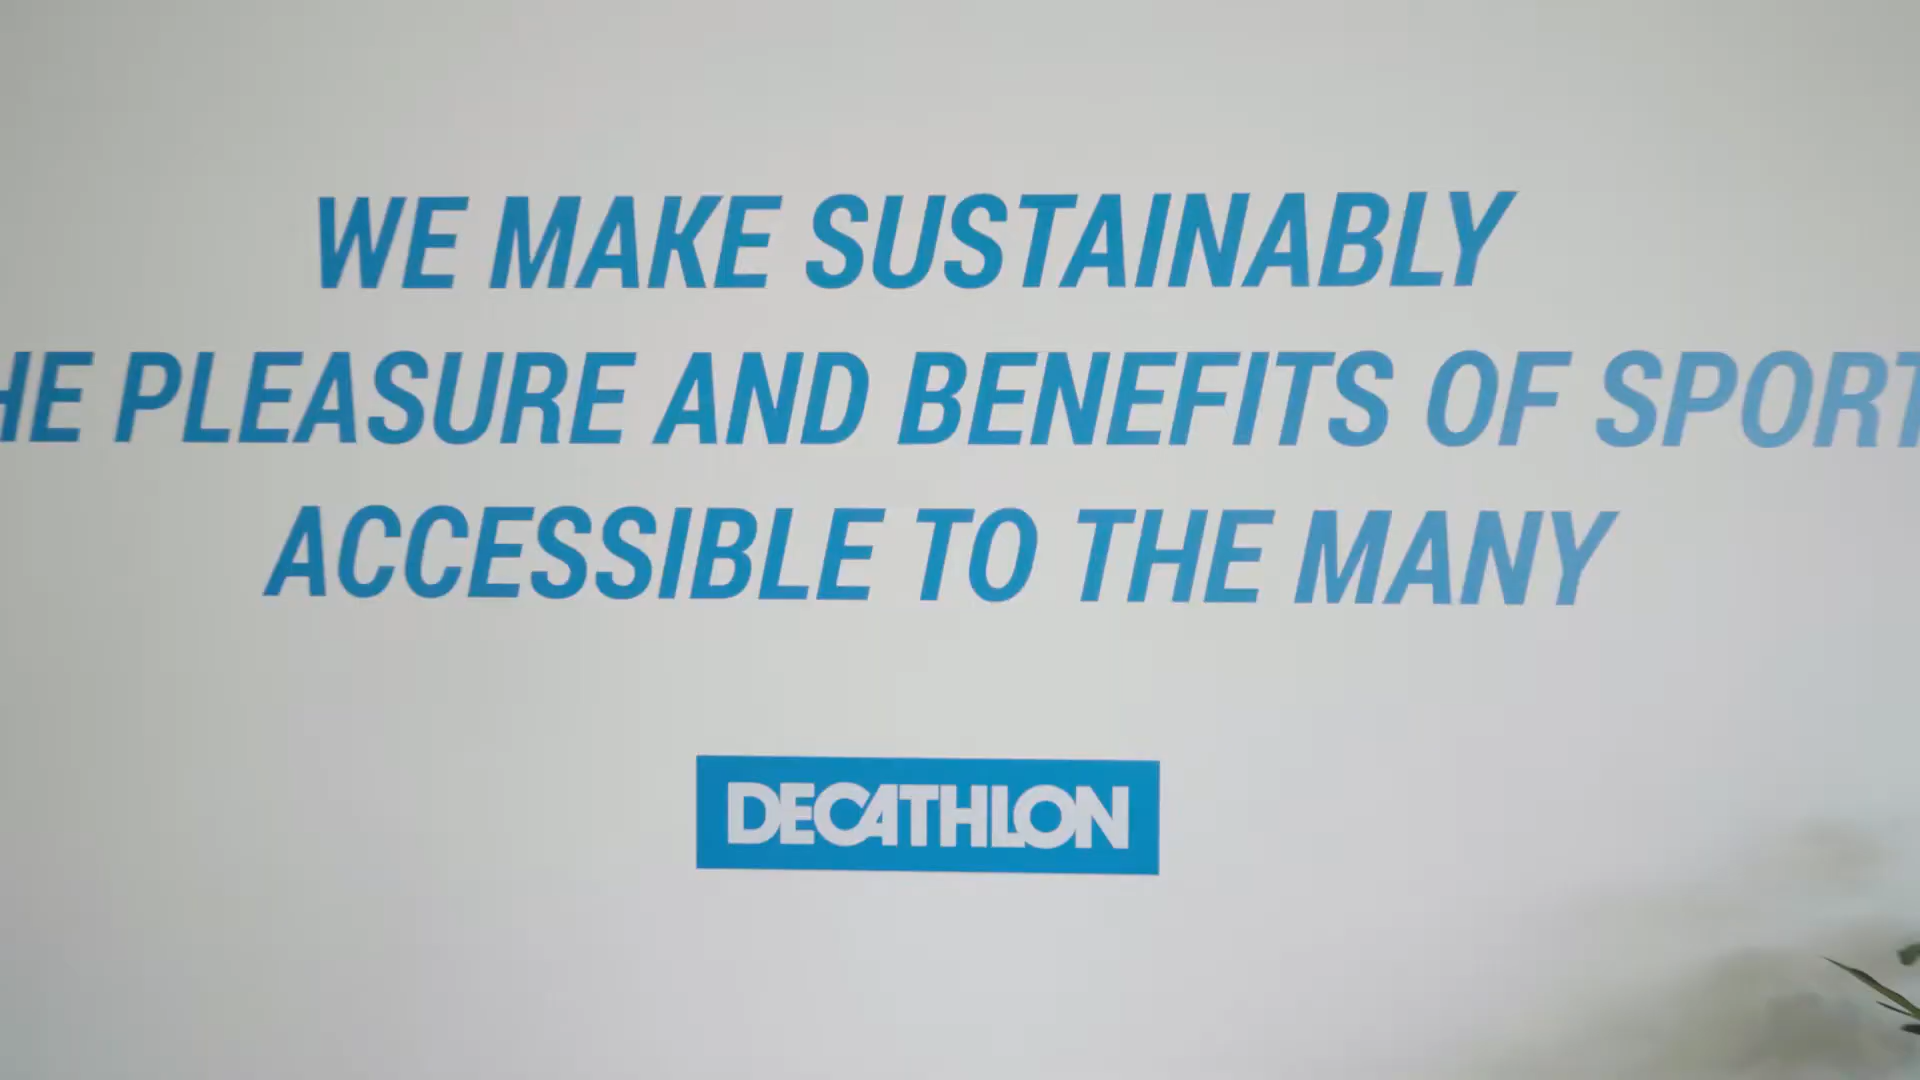 WE MAKE SUSTAINABLY
HE PLEASURE AND BENEFITS OF SPORT
ACCESSIBLE TO THE MANY
DECATHLON